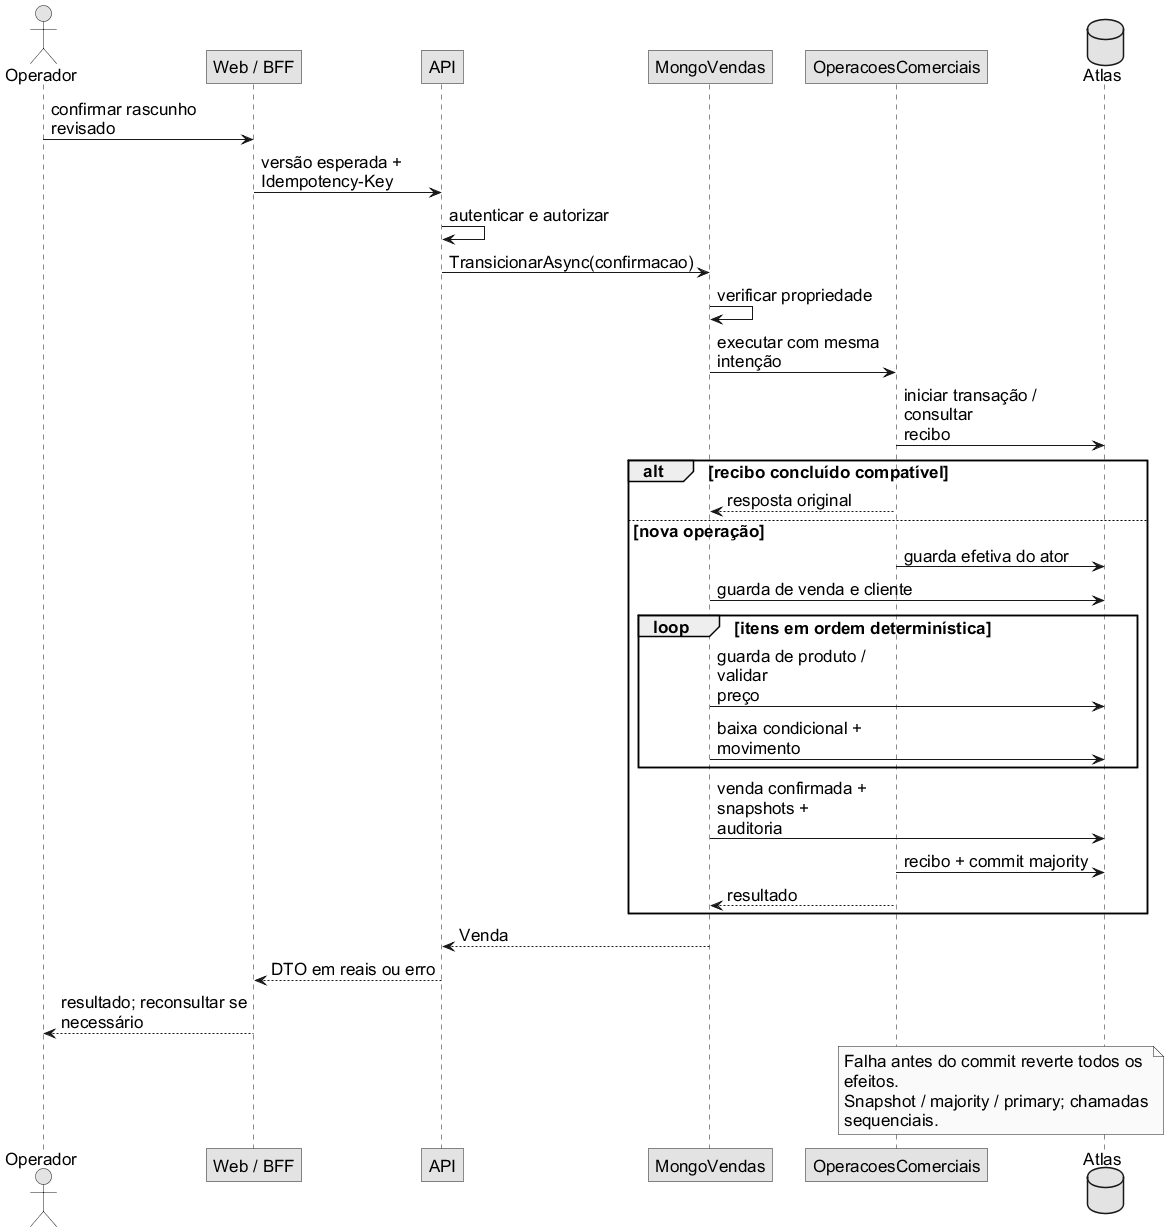 Operador
Web / BFF
API
MongoVendas
OperacoesComerciais
Atlas
confirmar rascunho
revisado
versão esperada +
Idempotency-Key
autenticar e autorizar
TransicionarAsync(confirmacao)
verificar propriedade
executar com mesma
intenção
iniciar transação /
consultar
recibo
alt
[recibo concluído compatível]
resposta original
[nova operação]
guarda efetiva do ator
guarda de venda e cliente
loop
[itens em ordem determinística]
guarda de produto /
validar
preço
baixa condicional +
movimento
venda confirmada +
snapshots +
auditoria
recibo + commit majority
resultado
Venda
DTO em reais ou erro
resultado; reconsultar se
necessário
Falha antes do commit reverte todos os
efeitos.
Snapshot / majority / primary; chamadas
sequenciais.
Operador
Web / BFF
API
MongoVendas
OperacoesComerciais
Atlas